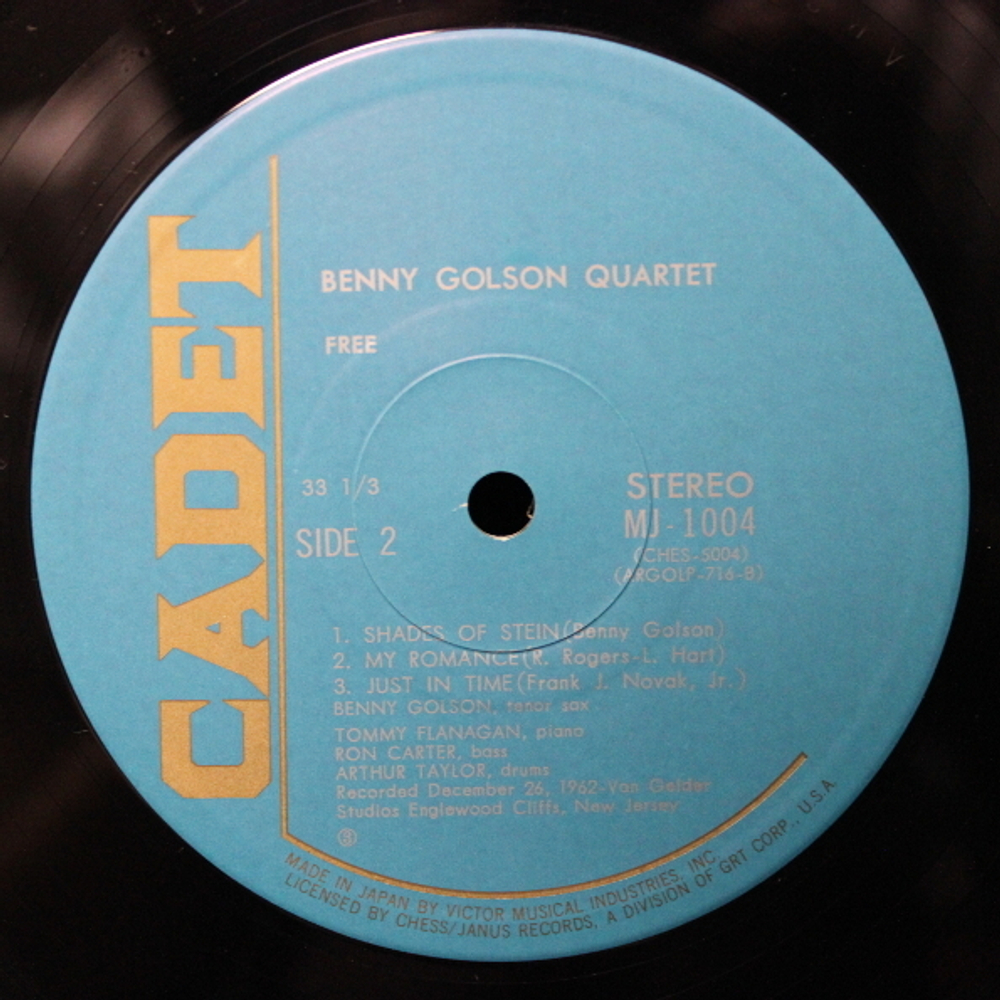 CADET
BENNY GOLSON QUARTET
FREE
33 1/3
SIDE 2
STEREO
MJ-1004
(CHES-5004)
(ARGOLP-716-B)
1. SHADES OF STEIN (Benny Golson)
2. MY ROMANCE (R. Rogers-L. Hart)
3. JUST IN TIME (Frank J. Novak, Jr.)
BENNY GOLSON, tenor sax
TOMMY FLANAGAN, piano
RON CARTER, bass
ARTHUR TAYLOR, drums
Recorded December 26, 1962-Van Gelder
Studios Englewood Cliffs, New Jersey
MADE IN JAPAN BY VICTOR MUSICAL INDUSTRIES, INC.
LICENSED BY CHESS/JANUS RECORDS, A DIVISION OF GRT CORP., U.S.A.